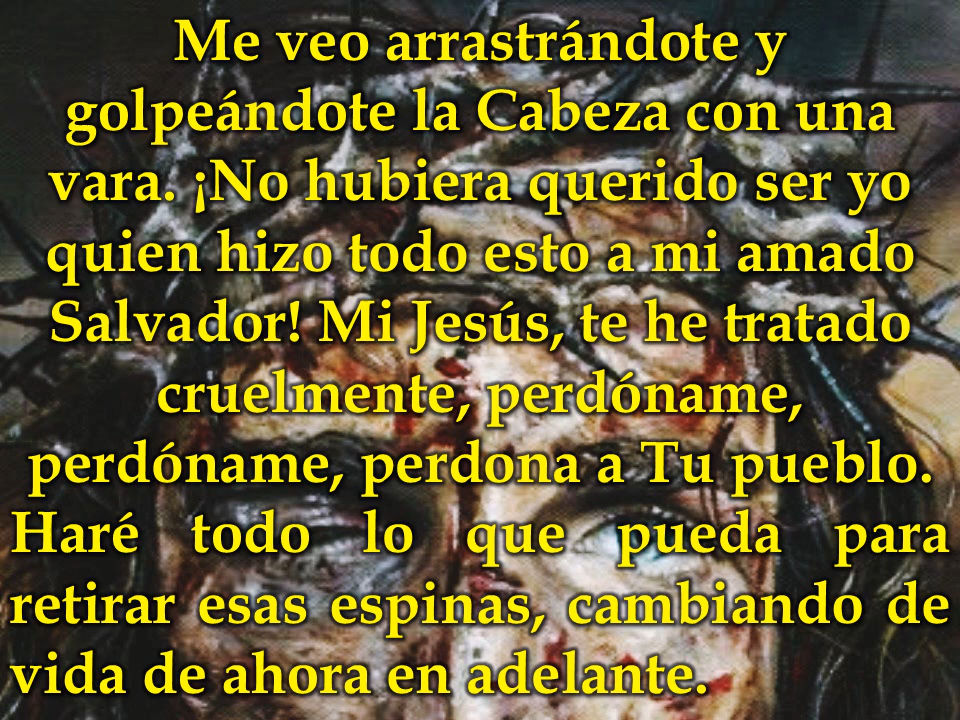 Me veo arrastrándote y
golpeándote la Cabeza con una
vara. ¡No hubiera querido ser yo
quien hizo todo esto a mi amado
Salvador! Mi Jesús, te he tratado
cruelmente, perdóname,
perdóname, perdona a Tu pueblo.
Haré todo lo que pueda para
retirar esas espinas, cambiando de
vida de ahora en adelante.